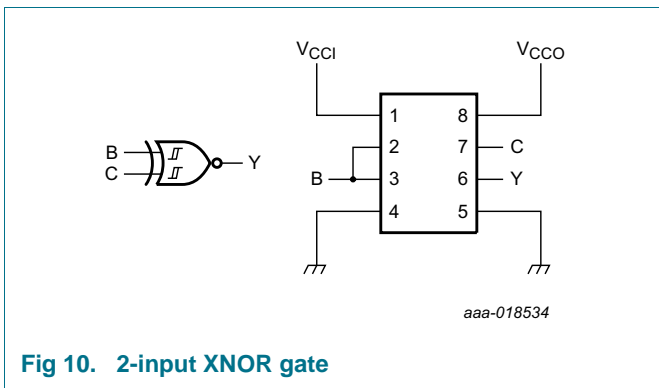 VCCI VCCO
1 8
2 7 C
B 3 6 Y
4 5
B Y
C
aaa-018534
Fig 10. 2-input XNOR gate